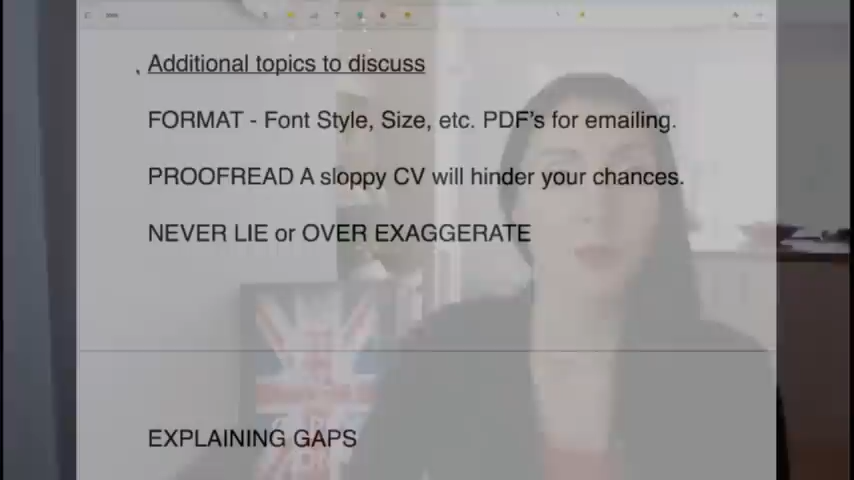 Additional topics to discuss
FORMAT - Font Style, Size, etc. PDF's for emailing.
PROOFREAD A sloppy CV will hinder your chances.
NEVER LIE or OVER EXAGGERATE
EXPLAINING GAPS